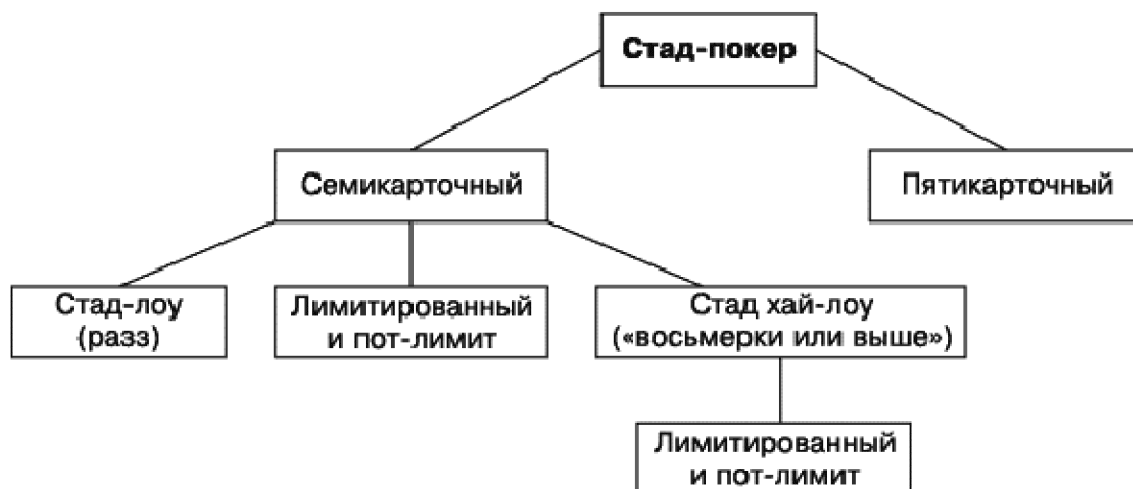 Стад-покер
Семикарточный
Пятикарточный
Стад-лоу
(разз)
Лимитированный
и пот-лимит
Стад хай-лоу
(«восьмерки или выше»)
Лимитированный
и пот-лимит